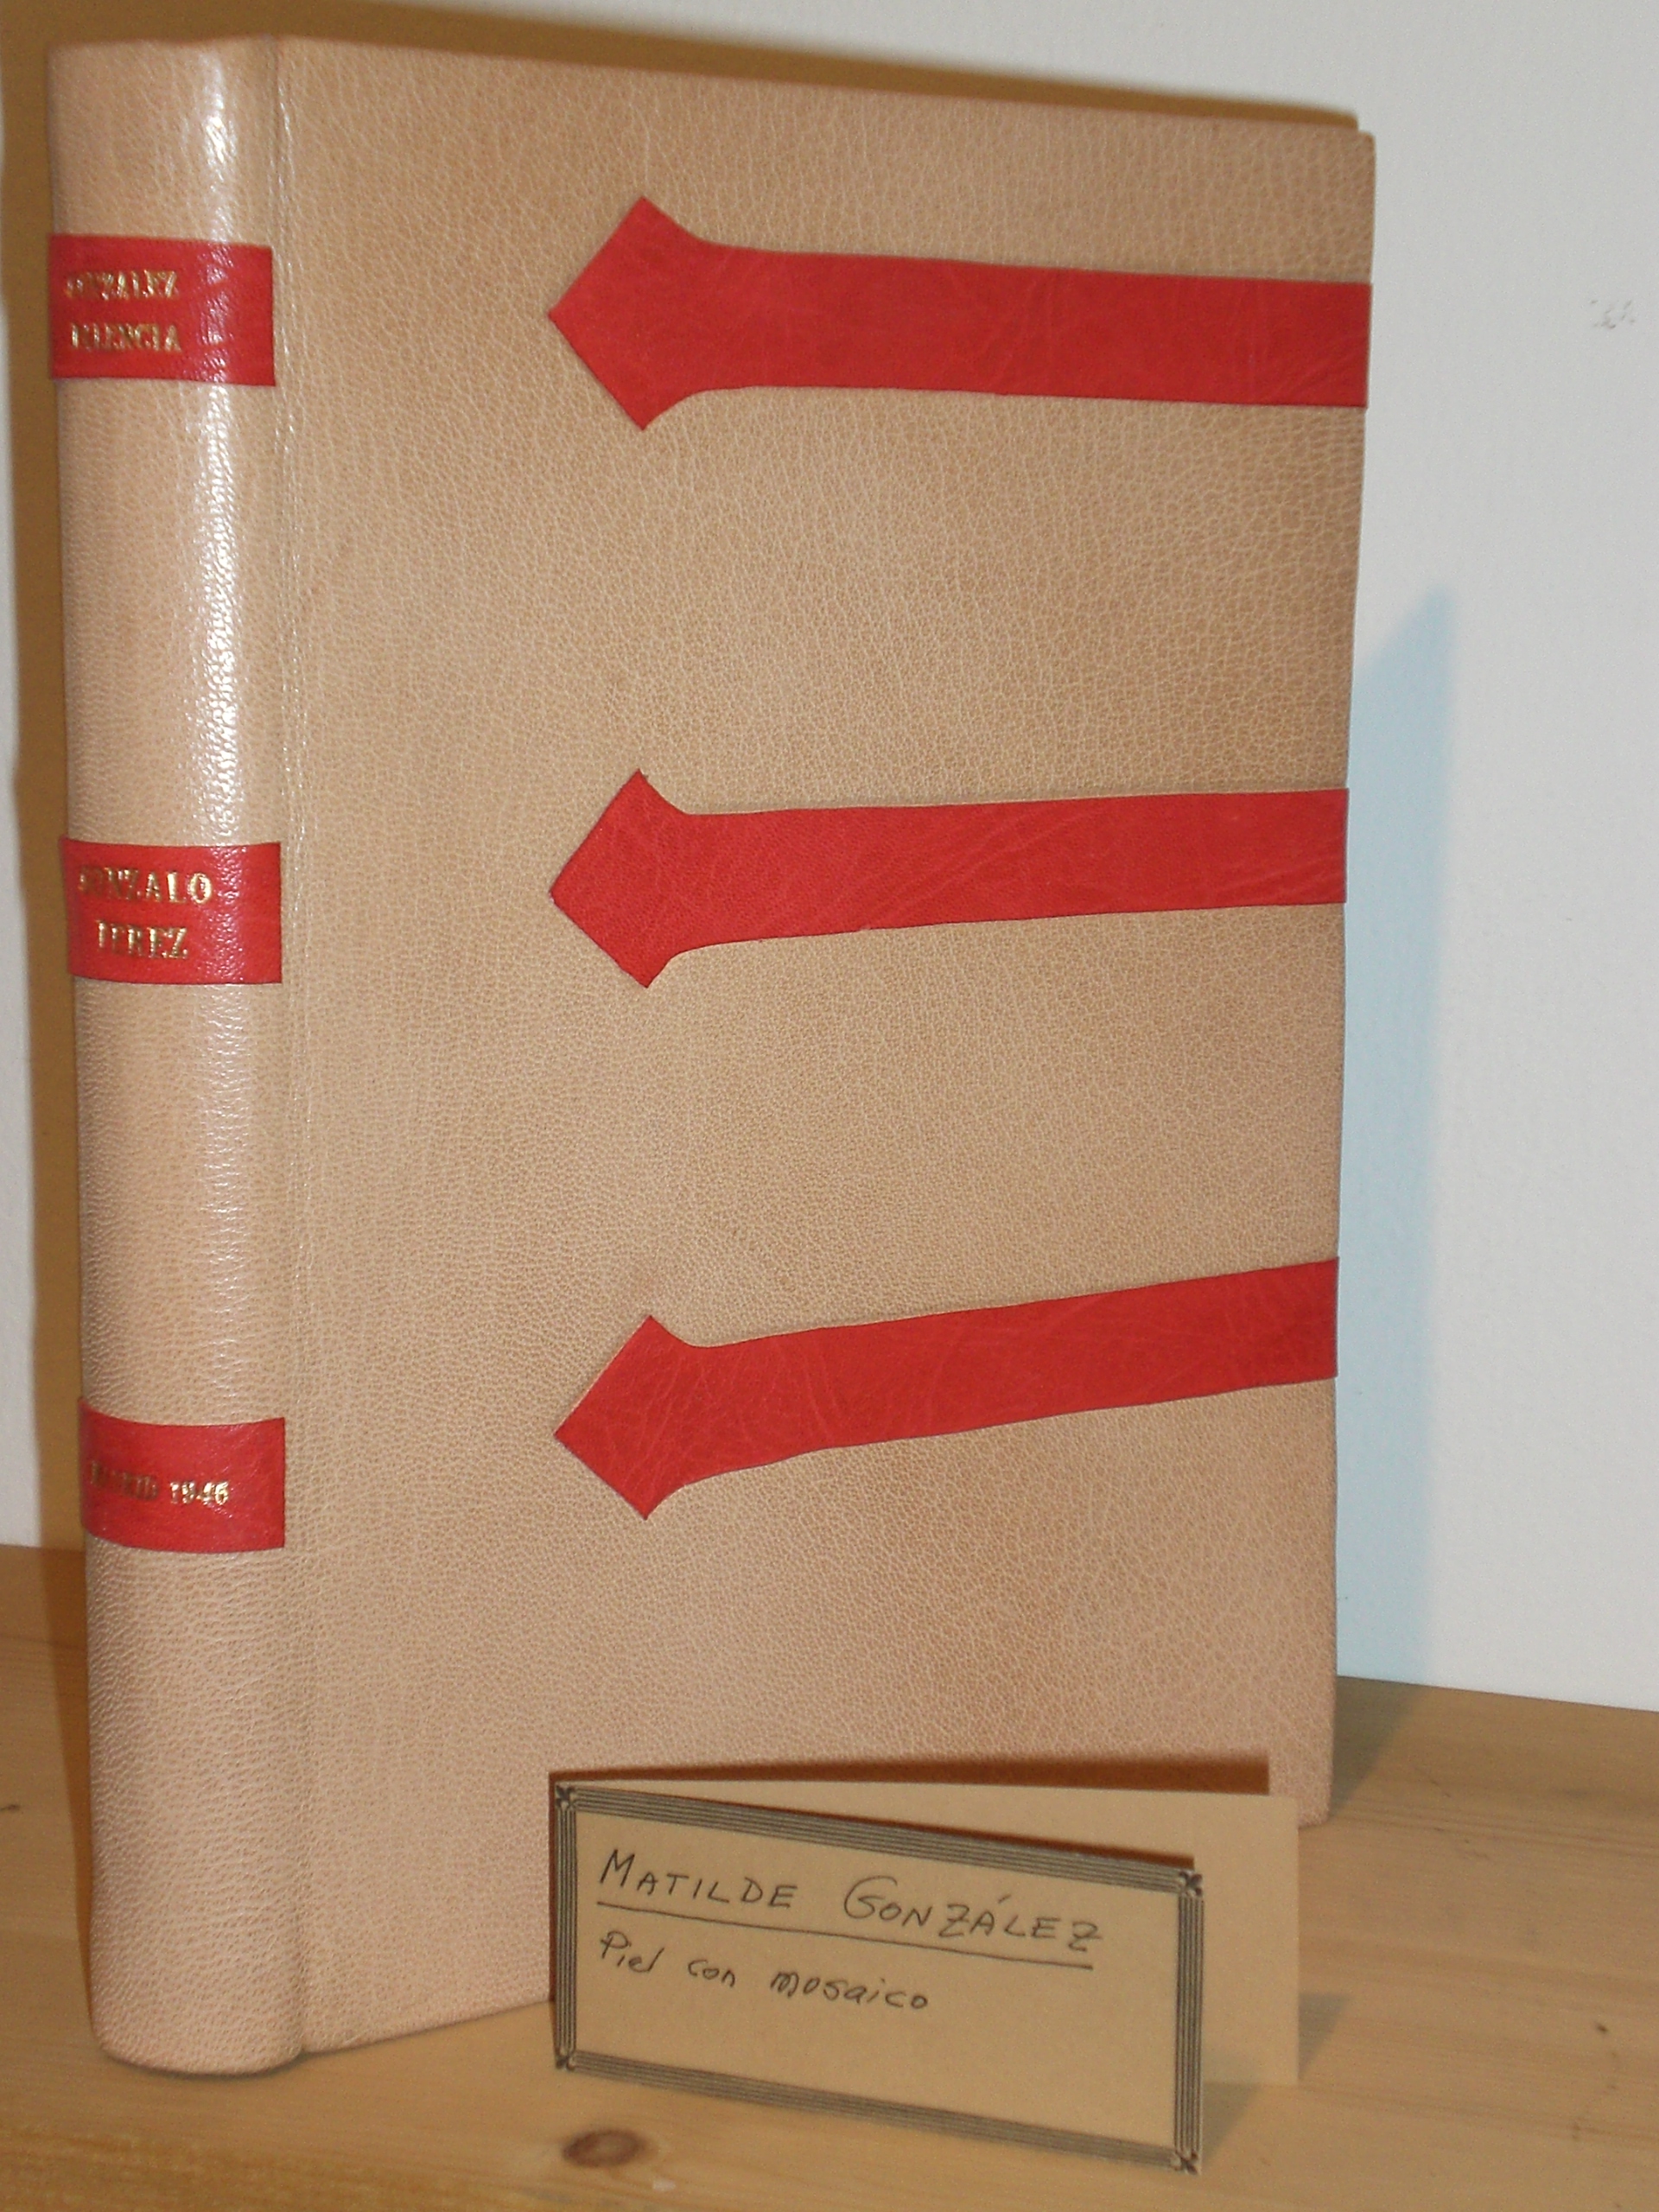 GONZALEZ
PALENCIA
GONZALO
PEREZ
MADRID 1946
MATILDE GONZÁLEZ
Piel con mosaico